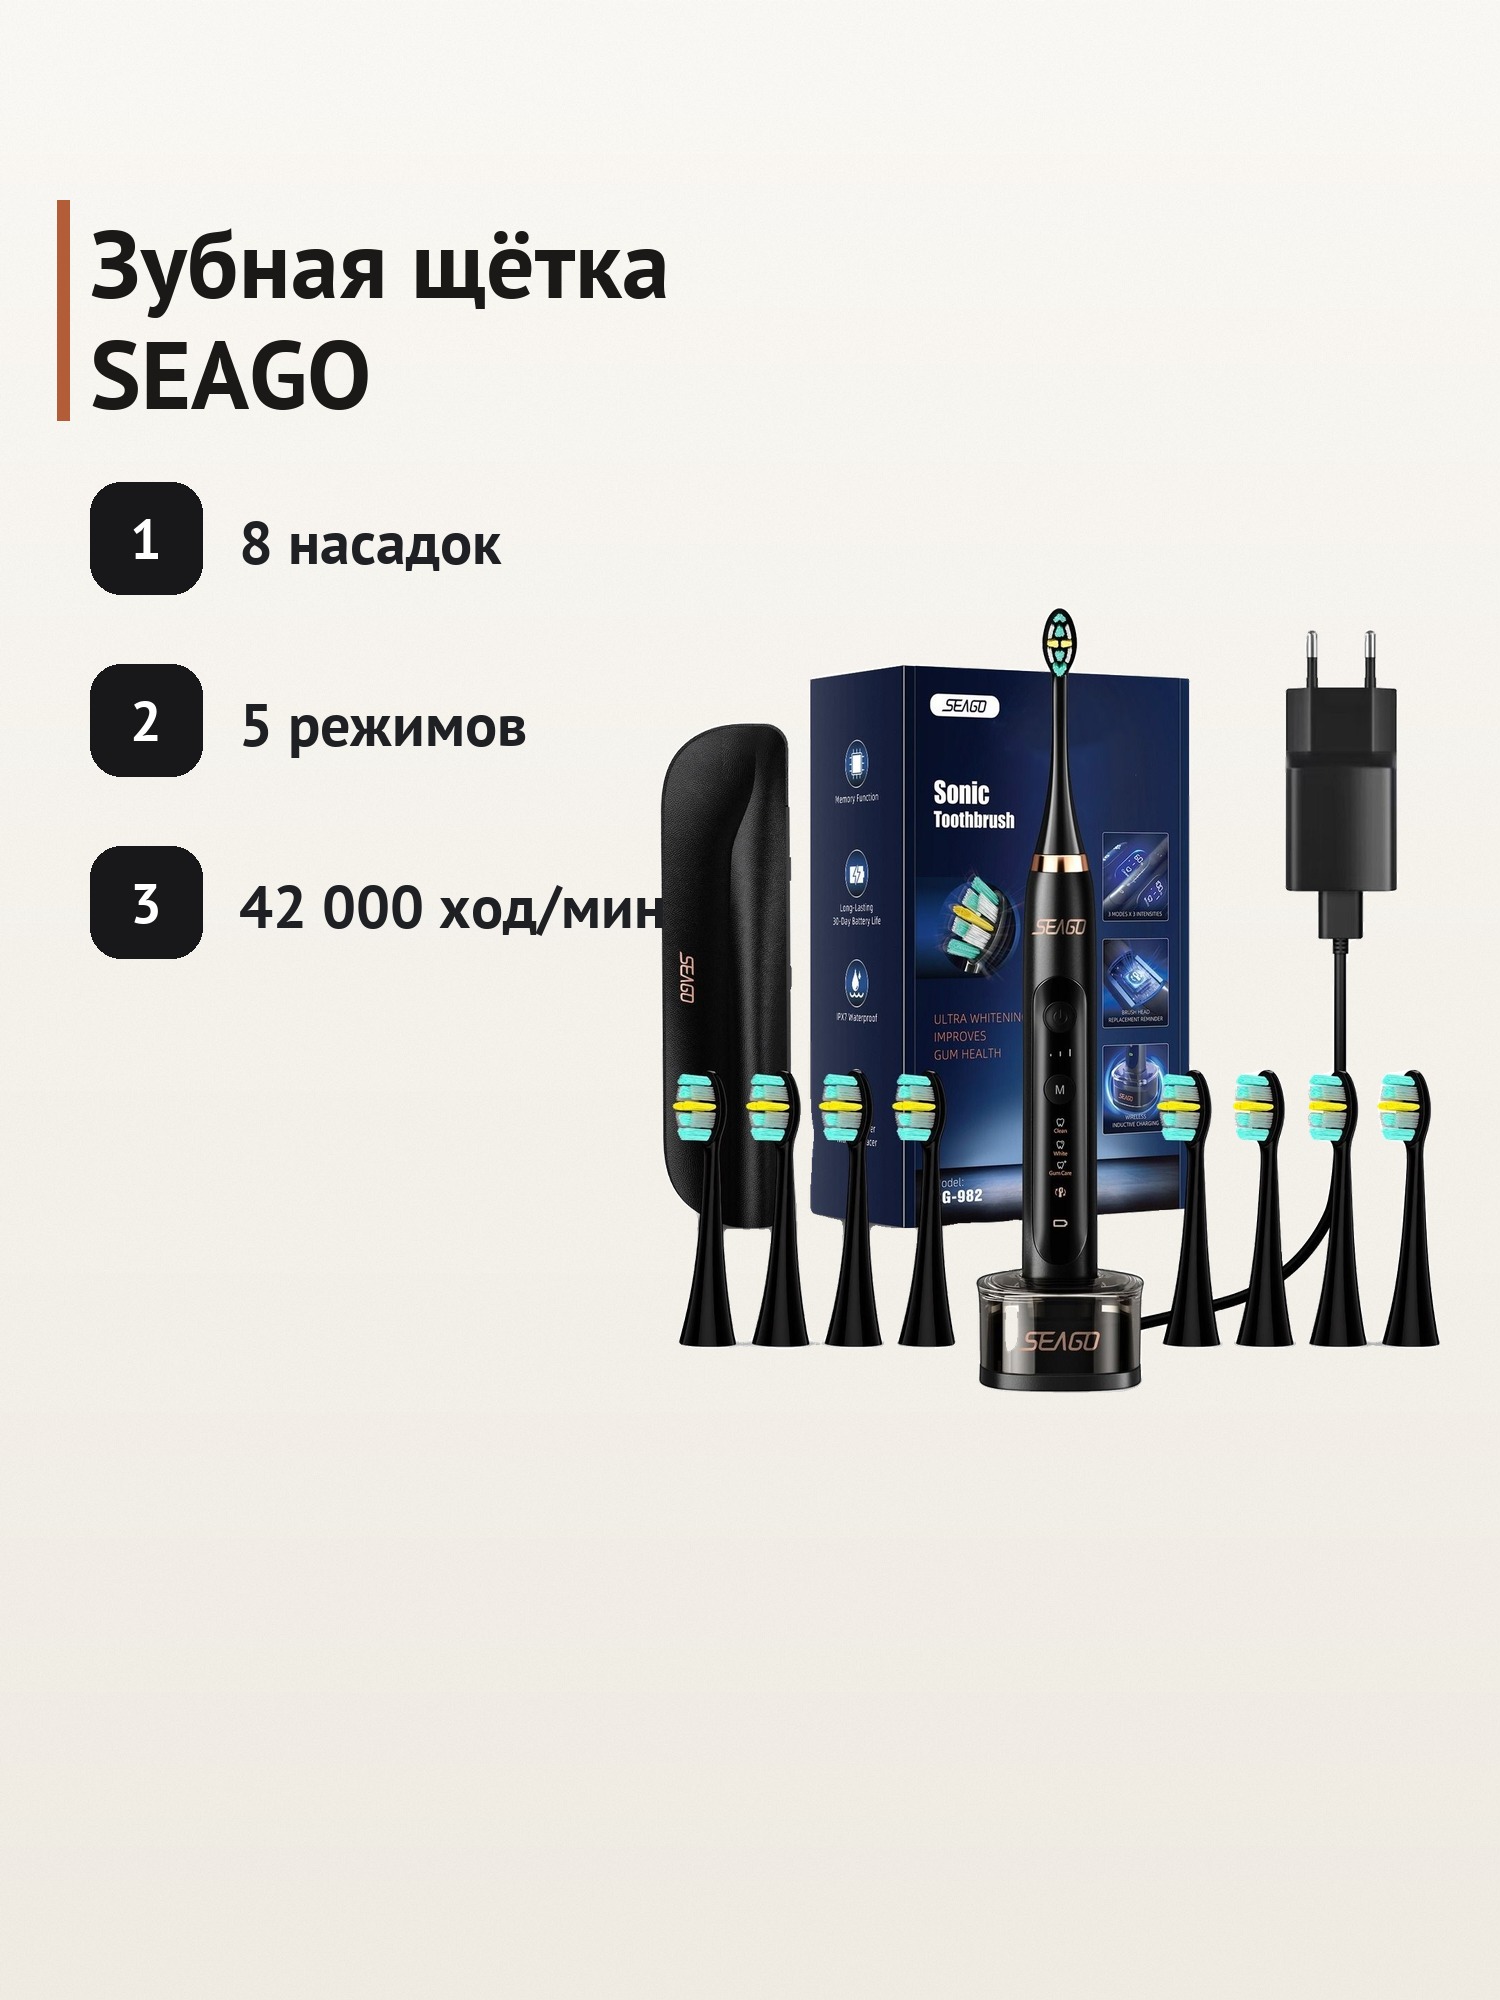 Зубная щётка
SEAGO
1
8 насадок
2
5 режимов
3
42 000 ход/мин
SEAGO
SEAGO
Memory Function
Long-Lasting
30-Day Battery Life
IPX7 Waterproof
Sonic
Toothbrush
ULTRA WHITENING
IMPROVES
GUM HEALTH
G-982
3 MODES X 3 INTENSITIES
BRUSH HEAD
REPLACEMENT REMINDER
WIRELESS
INDUCTIVE CHARGING
SEAGO
M
Clean
White
GumCare
SEAGO